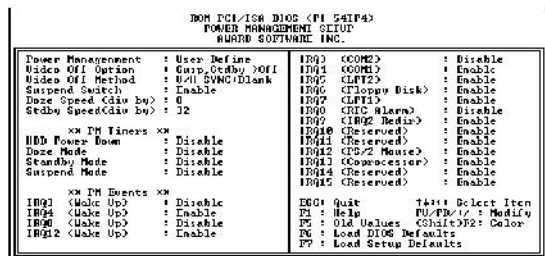 ROM PCI/ISA BIOS (PI 54IP4)
POWER MANAGEMENT SETUP
AWARD SOFTWARE INC.
Power Management : User Define
Video Off Option : Susp,Stdby >Off
Video Off Method : V/H SYNC+Blank
Suspend Switch : Enable
Doze Speed (div by) : 8
Stdby Speed(div by) : 32
** PM Timers **
HDD Power Down : Disable
Doze Mode : Disable
Standby Mode : Disable
Suspend Mode : Disable
** PM Events **
IRQ3 (Wake Up) : Disable
IRQ4 (Wake Up) : Enable
IRQ8 (Wake Up) : Disable
IRQ12 (Wake Up) : Enable
IRQ3 (COM2) : Disable
IRQ4 (COM1) : Enable
IRQ5 (LPT2) : Enable
IRQ6 (Floppy Disk) : Enable
IRQ7 (LPT1) : Enable
IRQ8 (RTC Alarm) : Disable
IRQ9 (IRQ2 Redir) : Enable
IRQ10 (Reserved) : Enable
IRQ11 (Reserved) : Enable
IRQ12 (PS/2 Mouse) : Enable
IRQ13 (Coprocessor) : Enable
IRQ14 (Reserved) : Enable
IRQ15 (Reserved) : Enable
ESC: Quit ↑↓→←: Select Item
F1 : Help PU/PD/+/- : Modify
F5 : Old Values (Shift)F2: Color
F6 : Load BIOS Defaults
F7 : Load Setup Defaults